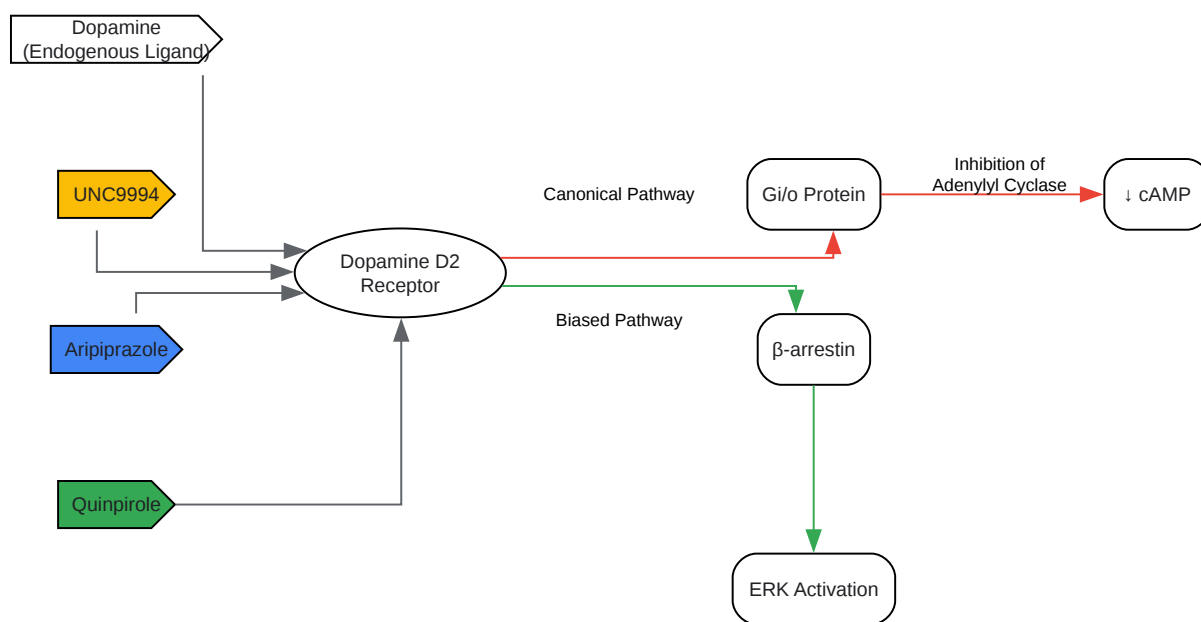 Dopamine
(Endogenous Ligand)
UNC9994
Aripiprazole
Quinpirole
Dopamine D2
Receptor
Canonical Pathway
Biased Pathway
Gi/o Protein
Inhibition of
Adenylyl Cyclase
↓ cAMP
β-arrestin
ERK Activation